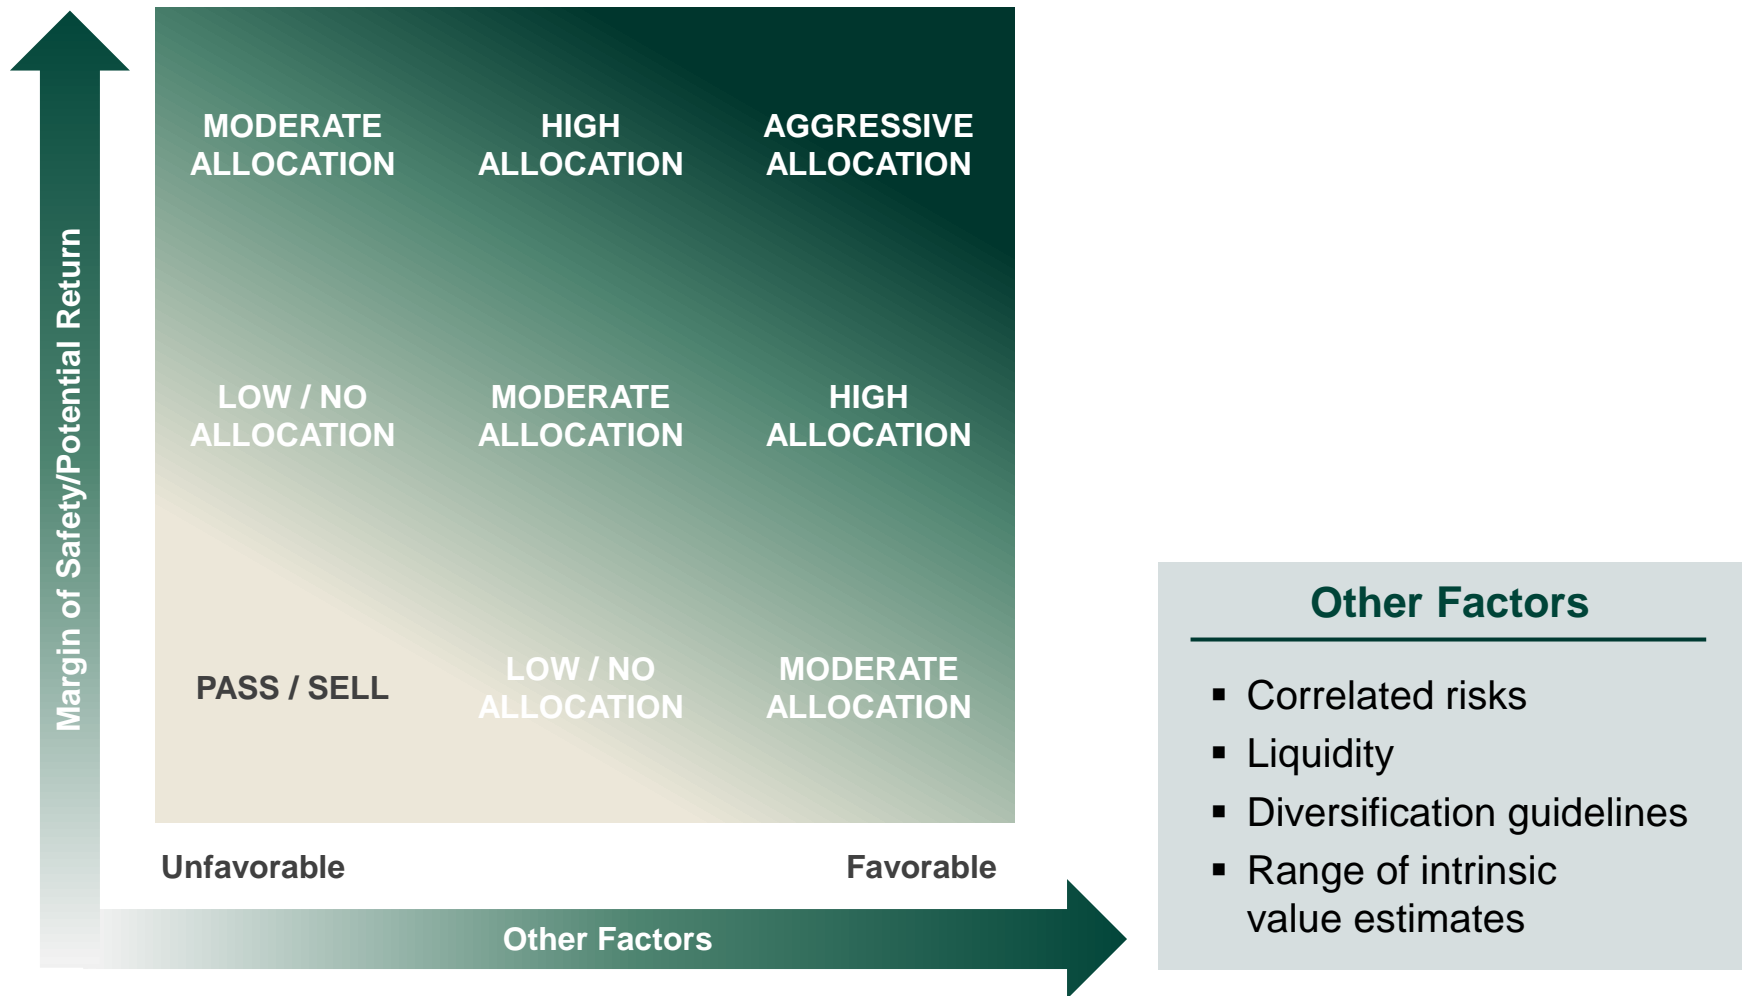 Margin of Safety/Potential Return
MODERATE
ALLOCATION
HIGH
ALLOCATION
AGGRESSIVE
ALLOCATION
LOW / NO
ALLOCATION
MODERATE
ALLOCATION
HIGH
ALLOCATION
PASS / SELL
LOW / NO
ALLOCATION
MODERATE
ALLOCATION
Unfavorable
Favorable
Other Factors
Other Factors
▪ Correlated risks
▪ Liquidity
▪ Diversification guidelines
▪ Range of intrinsic
value estimates